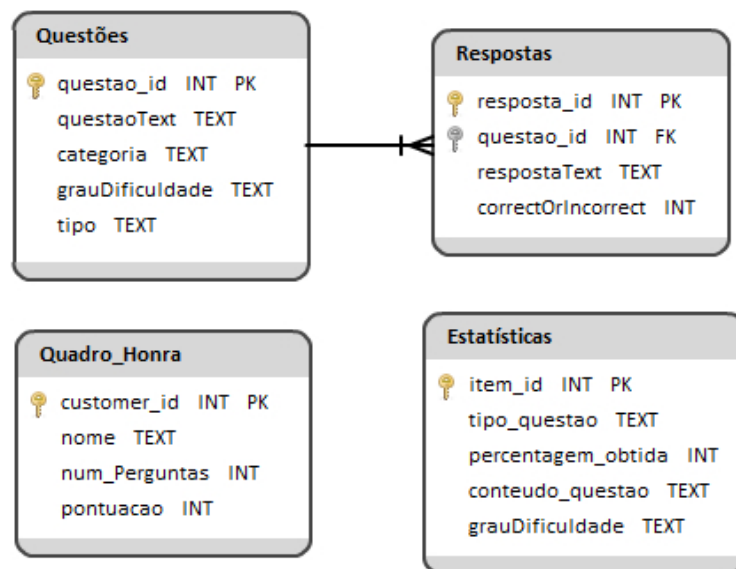 Questões
questao_id INT PK
questaoText TEXT
categoria TEXT
grauDificuldade TEXT
tipo TEXT
Respostas
resposta_id INT PK
questao_id INT FK
respostaText TEXT
correctOrIncorrect INT
Quadro_Honra
customer_id INT PK
nome TEXT
num_Perguntas INT
pontuacao INT
Estatísticas
item_id INT PK
tipo_questao TEXT
percentagem_obtida INT
conteudo_questao TEXT
grauDificuldade TEXT